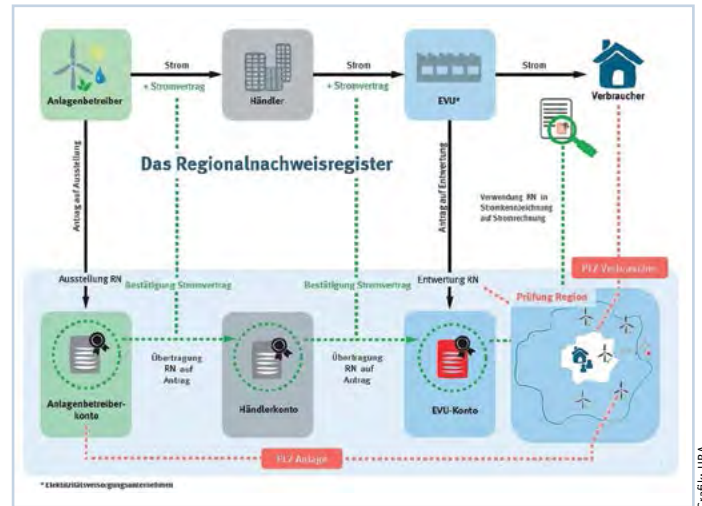 Strom
Strom
Strom
+ Stromvertrag
+ Stromvertrag
Anlagenbetreiber
Händler
EVU*
Verbraucher
Das Regionalnachweisregister
Antrag auf Ausstellung
Antrag auf Entwertung
Verwendung RN in
Stromkennzeichnung
auf Stromrechnung
PLZ Verbraucher
Ausstellung RN
Bestätigung Stromvertrag
Bestätigung Stromvertrag
Entwertung RN
Prüfung Region
Übertragung
RN auf
Antrag
Übertragung
RN auf
Antrag
Anlagenbetreiber-
konto
Händlerkonto
EVU-Konto
PLZ Anlage
* Elektrizitätsversorgungsunternehmen
Grafik: UBA